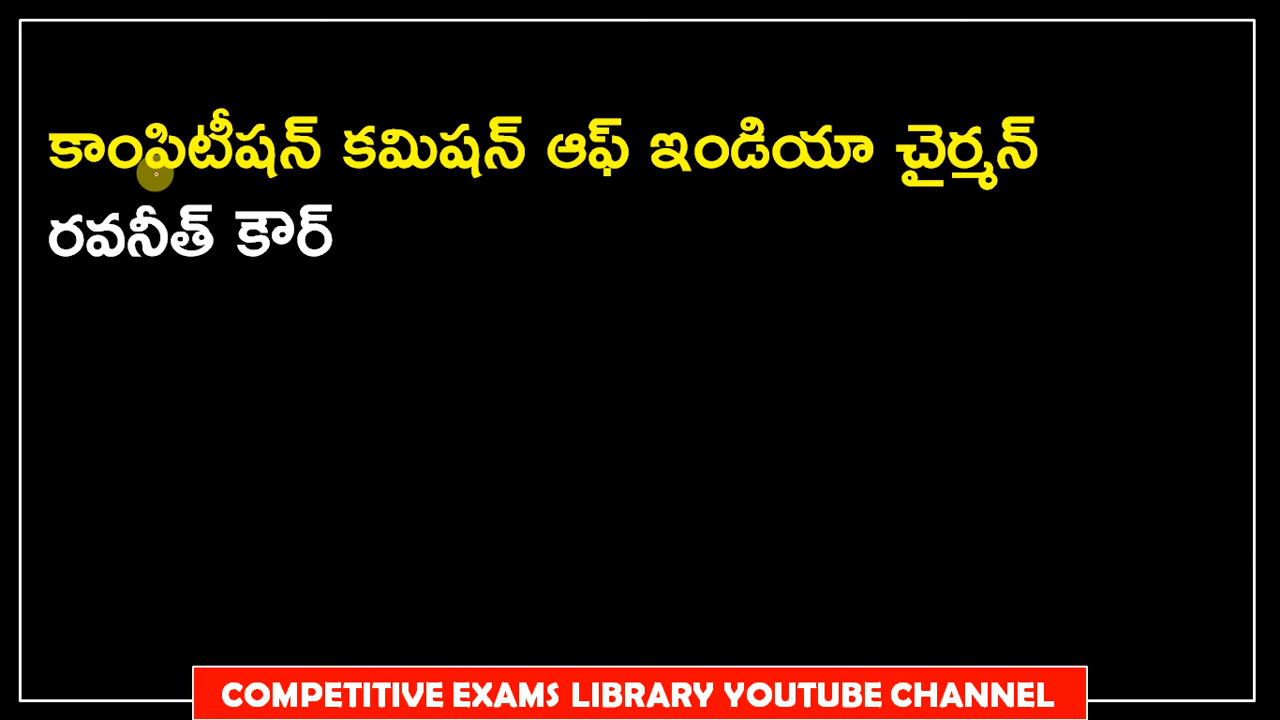 కాంపిటీషన్ కమిషన్ ఆఫ్ ఇండియా చైర్మన్
రవనీత్ కౌర్
COMPETITIVE EXAMS LIBRARY YOUTUBE CHANNEL